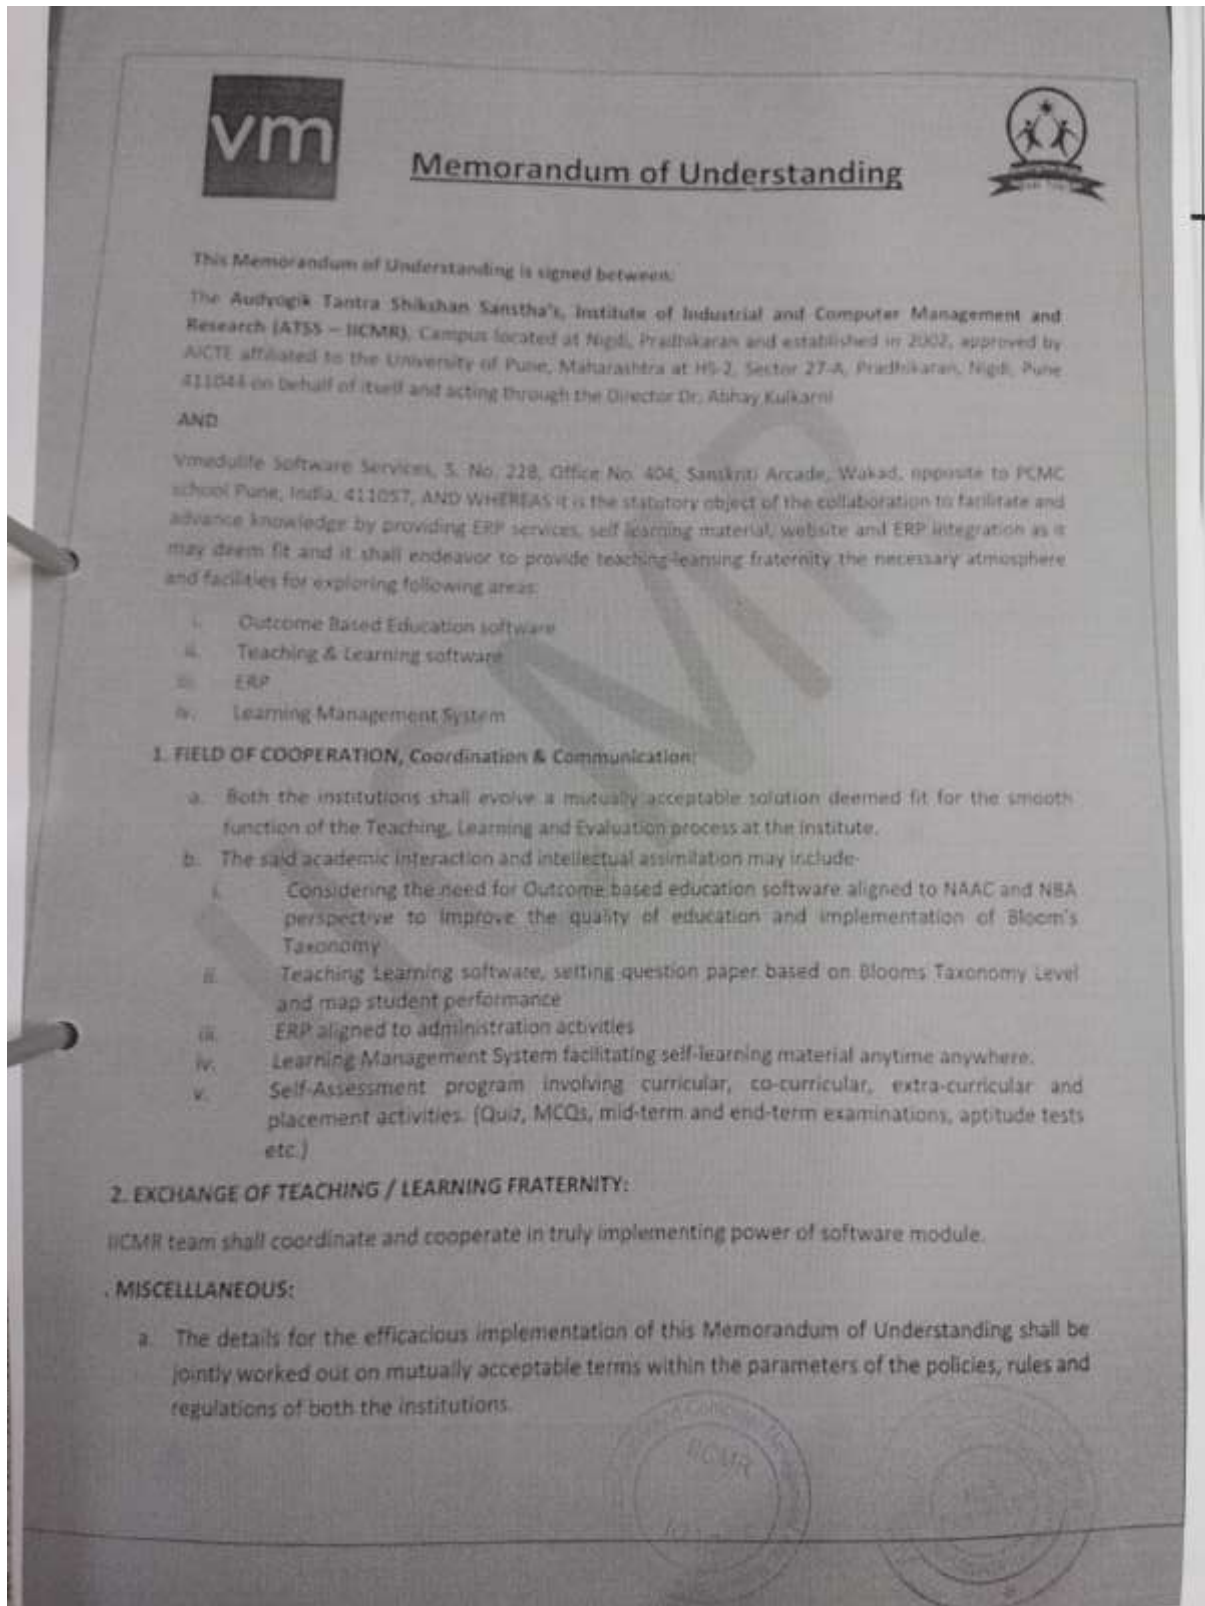 vm
Memorandum of Understanding
This Memorandum of Understanding is signed between:
The Audyogik Tantra Shikshan Sanstha's, Institute of Industrial and Computer Management and
Research (ATSS – IICMR), Campus located at Nigdi, Pradhikaran and established in 2002, approved by
AICTE affiliated to the University of Pune, Maharashtra at HS-2, Sector 27-A, Pradhikaran, Nigdi, Pune
411044 on behalf of itself and acting through the Director Dr. Abhay Kulkarni
AND
Vmedulife Software Services, S. No. 228, Office No. 404, Sanskriti Arcade, Wakad, opposite to PCMC
school Pune, India, 411057, AND WHEREAS it is the statutory object of the collaboration to facilitate and
advance knowledge by providing ERP services, self learning material, website and ERP integration as it
may deem fit and it shall endeavor to provide teaching-learning fraternity the necessary atmosphere
and facilities for exploring following areas:
i. Outcome Based Education software
ii. Teaching & Learning software
iii. ERP
iv. Learning Management System
1. FIELD OF COOPERATION, Coordination & Communication:
a. Both the institutions shall evolve a mutually acceptable solution deemed fit for the smooth
function of the Teaching, Learning and Evaluation process at the institute.
b. The said academic interaction and intellectual assimilation may include-
i. Considering the need for Outcome based education software aligned to NAAC and NBA
perspective to improve the quality of education and implementation of Bloom's
Taxonomy
ii. Teaching Learning software, setting question paper based on Blooms Taxonomy Level
and map student performance
iii. ERP aligned to administration activities
iv. Learning Management System facilitating self-learning material anytime anywhere.
v. Self-Assessment program involving curricular, co-curricular, extra-curricular and
placement activities. (Quiz, MCQs, mid-term and end-term examinations, aptitude tests
etc.)
2. EXCHANGE OF TEACHING / LEARNING FRATERNITY:
IICMR team shall coordinate and cooperate in truly implementing power of software module.
. MISCELLLANEOUS:
a. The details for the efficacious implementation of this Memorandum of Understanding shall be
jointly worked out on mutually acceptable terms within the parameters of the policies, rules and
regulations of both the institutions.
IICMR
IICMR